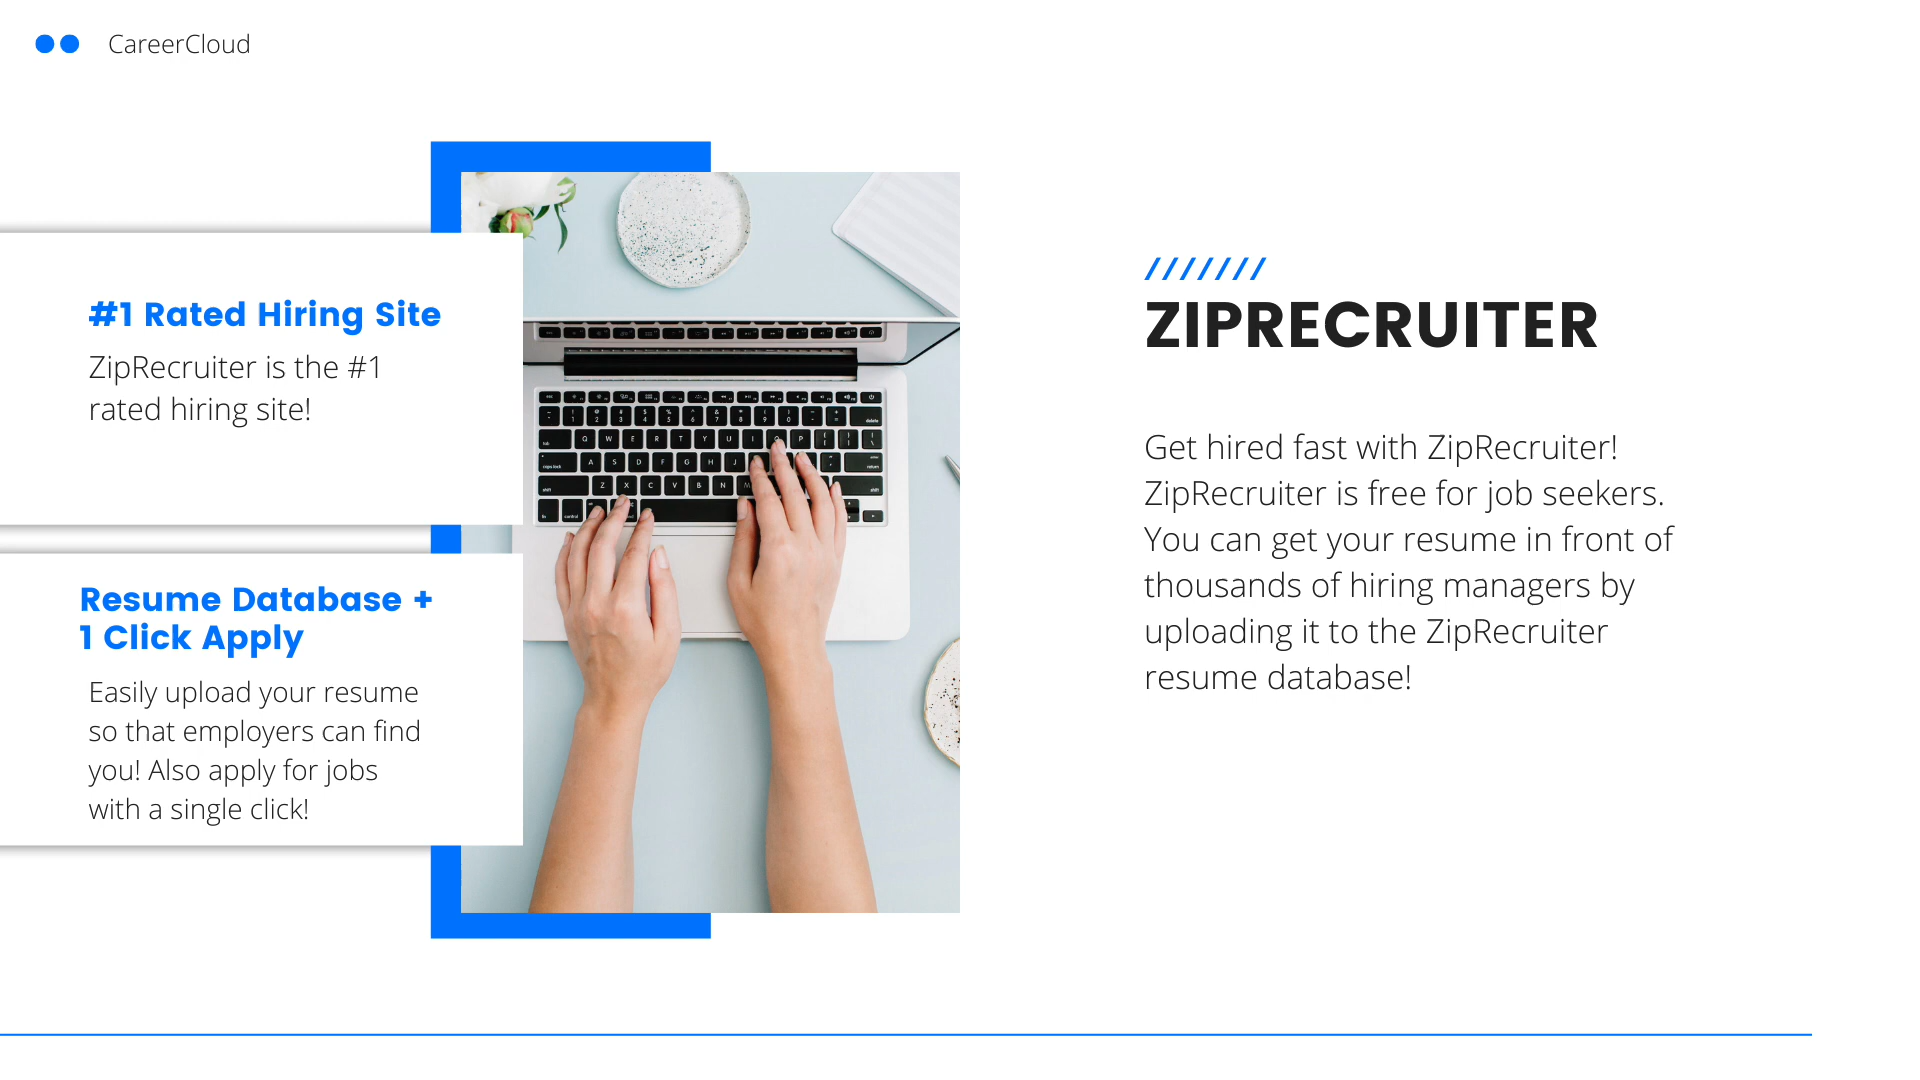 CareerCloud
#1 Rated Hiring Site
ZipRecruiter is the #1
rated hiring site!
Resume Database +
1 Click Apply
Easily upload your resume
so that employers can find
you! Also apply for jobs
with a single click!
///////
ZIPRECRUITER
Get hired fast with ZipRecruiter!
ZipRecruiter is free for job seekers.
You can get your resume in front of
thousands of hiring managers by
uploading it to the ZipRecruiter
resume database!